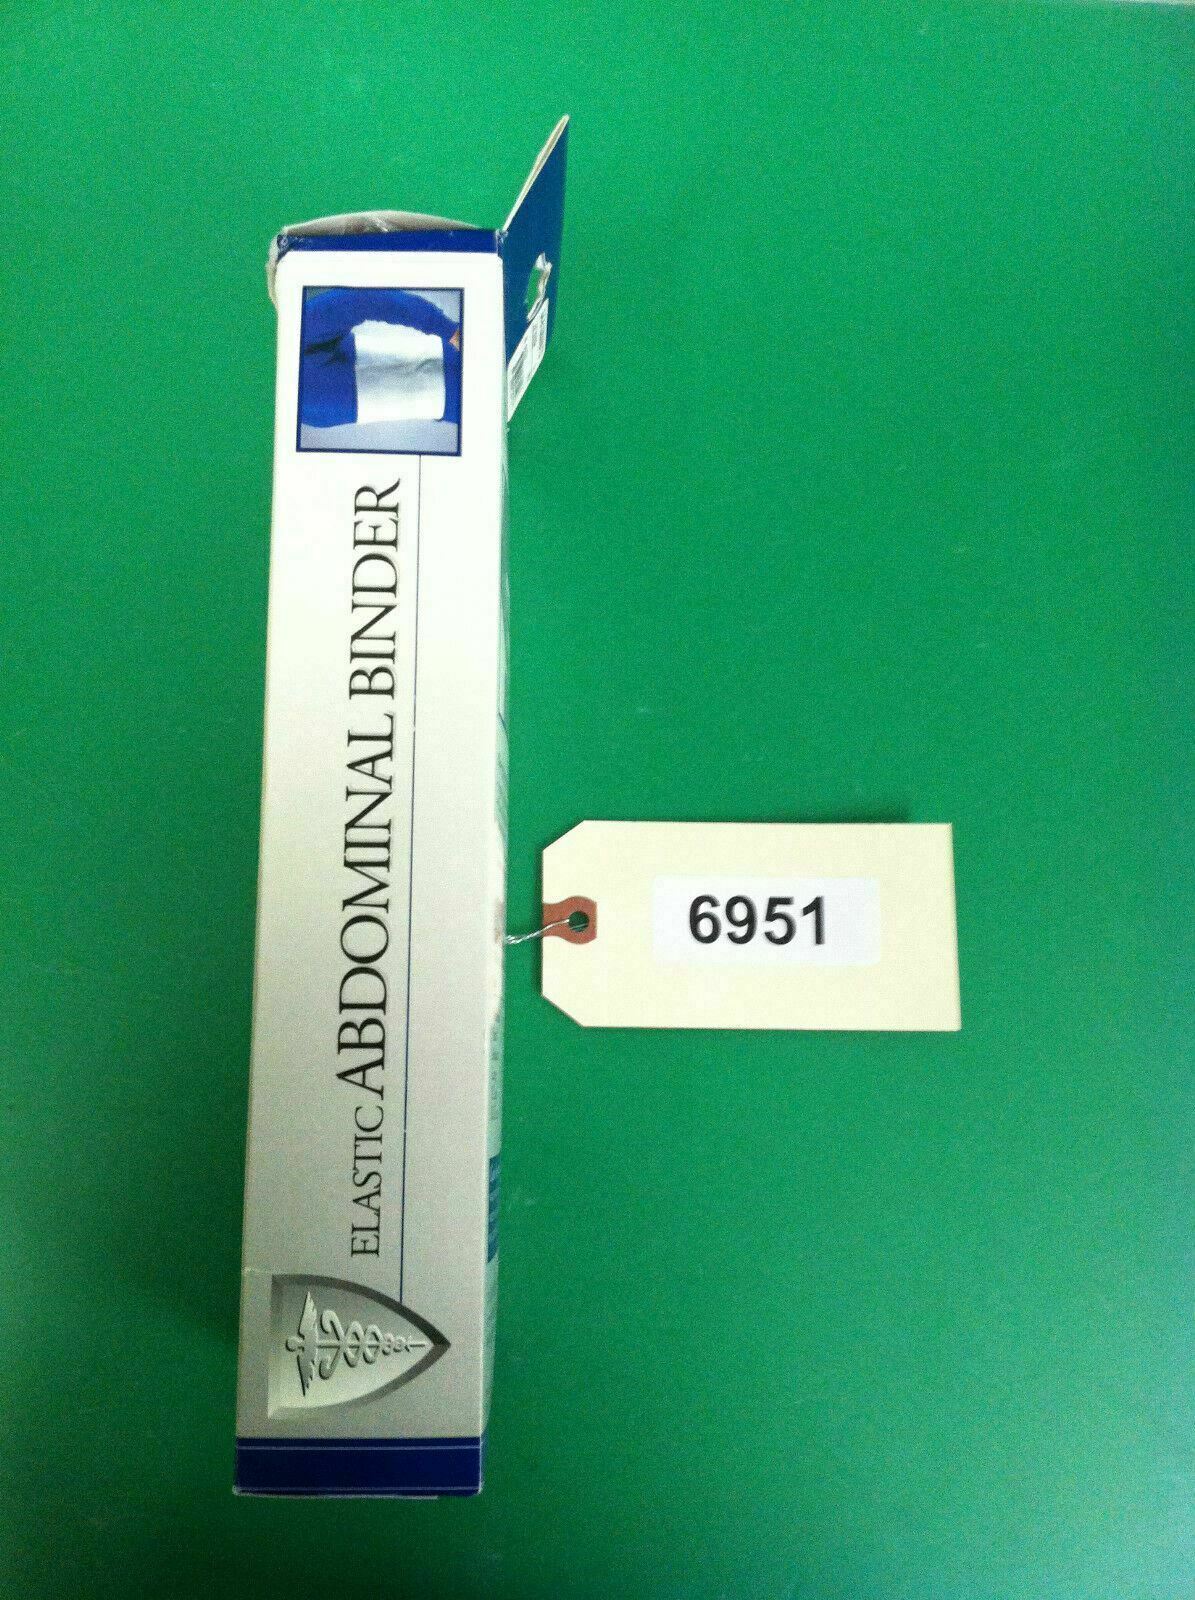 ELASTIC ABDOMINAL BINDER
6951